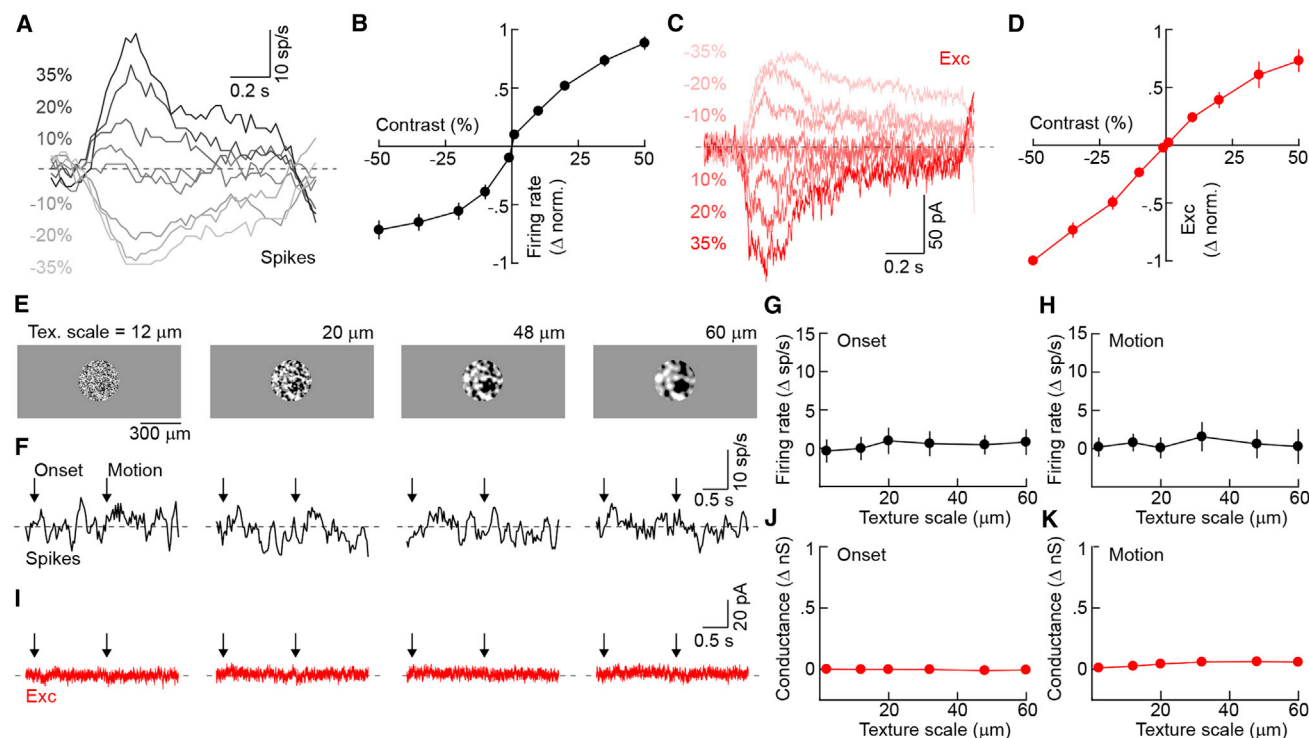 A
35%
20%
10%
-10%
-20%
-35%
0.2 s
10 sp/s
Spikes
B
Contrast (%)
-50
-25
25
50
1
.5
-.5
-1
Firing rate
(Δ norm.)
C
-35%
-20%
-10%
10%
20%
35%
Exc
0.2 s
50 pA
D
Contrast (%)
-50
-25
25
50
1
.5
-.5
-1
Exc
(Δ norm.)
E
Tex. scale = 12 μm
20 μm
48 μm
60 μm
300 μm
F
Onset
Motion
Spikes
0.5 s
10 sp/s
G
Onset
Firing rate (Δ sp/s)
15
10
5
0
0
20
40
60
Texture scale (μm)
H
Motion
Firing rate (Δ sp/s)
15
10
5
0
0
20
40
60
Texture scale (μm)
I
Exc
0.5 s
20 pA
J
Onset
Conductance (Δ nS)
1
.5
0
0
20
40
60
Texture scale (μm)
K
Motion
Conductance (Δ nS)
1
.5
0
0
20
40
60
Texture scale (μm)